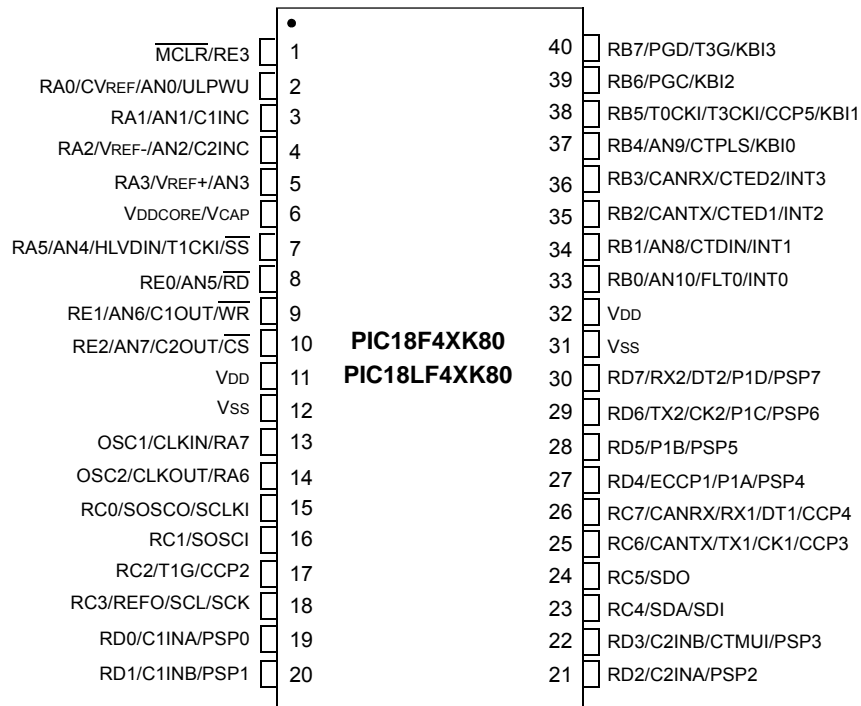 MCLR/RE3 1
RA0/CVREF/AN0/ULPWU 2
RA1/AN1/C1INC 3
RA2/VREF-/AN2/C2INC 4
RA3/VREF+/AN3 5
VDDCORE/VCAP 6
RA5/AN4/HLVDIN/T1CKI/SS 7
RE0/AN5/RD 8
RE1/AN6/C1OUT/WR 9
RE2/AN7/C2OUT/CS 10
VDD 11
VSS 12
OSC1/CLKIN/RA7 13
OSC2/CLKOUT/RA6 14
RC0/SOSCO/SCLKI 15
RC1/SOSCI 16
RC2/T1G/CCP2 17
RC3/REFO/SCL/SCK 18
RD0/C1INA/PSP0 19
RD1/C1INB/PSP1 20
PIC18F4XK80
PIC18LF4XK80
40 RB7/PGD/T3G/KBI3
39 RB6/PGC/KBI2
38 RB5/T0CKI/T3CKI/CCP5/KBI1
37 RB4/AN9/CTPLS/KBI0
36 RB3/CANRX/CTED2/INT3
35 RB2/CANTX/CTED1/INT2
34 RB1/AN8/CTDIN/INT1
33 RB0/AN10/FLT0/INT0
32 VDD
31 VSS
30 RD7/RX2/DT2/P1D/PSP7
29 RD6/TX2/CK2/P1C/PSP6
28 RD5/P1B/PSP5
27 RD4/ECCP1/P1A/PSP4
26 RC7/CANRX/RX1/DT1/CCP4
25 RC6/CANTX/TX1/CK1/CCP3
24 RC5/SDO
23 RC4/SDA/SDI
22 RD3/C2INB/CTMUI/PSP3
21 RD2/C2INA/PSP2